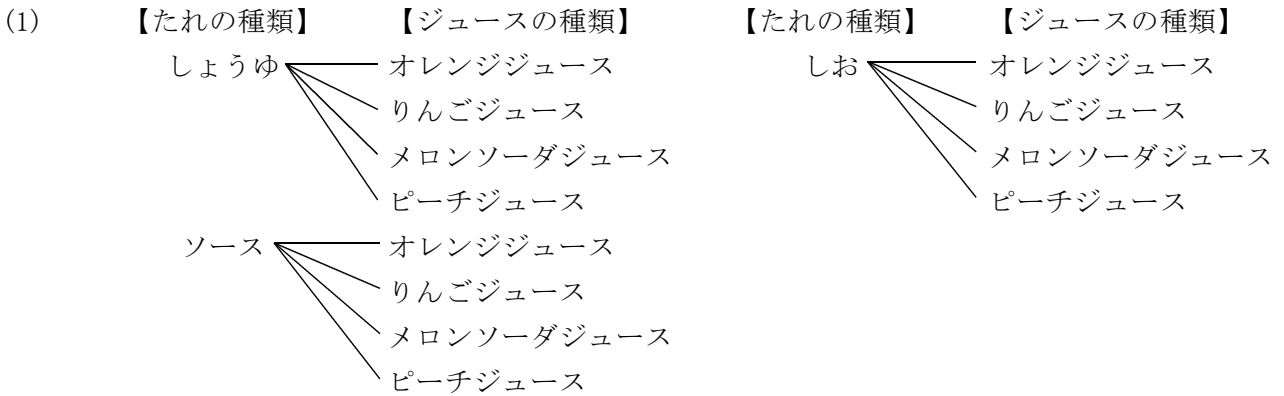 (1) 【たれの種類】 【ジュースの種類】 【たれの種類】 【ジュースの種類】
しょうゆ オレンジジュース しお オレンジジュース
りんごジュース りんごジュース
メロンソーダジュース メロンソーダジュース
ピーチジュース ピーチジュース
ソース オレンジジュース
りんごジュース
メロンソーダジュース
ピーチジュース